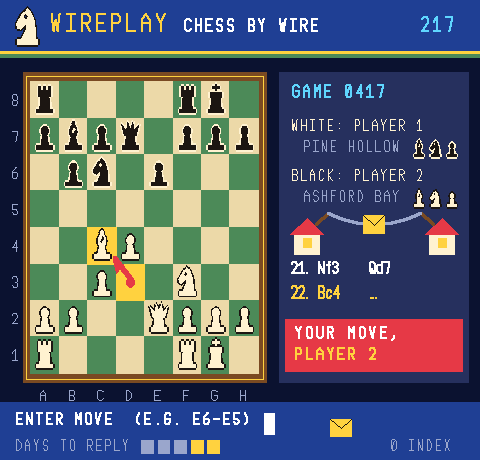 WIREPLAY CHESS BY WIRE 217
GAME 0417
WHITE: PLAYER 1
PINE HOLLOW
BLACK: PLAYER 2
ASHFORD BAY
21. Nf3 Qd7
22. Bc4 …
YOUR MOVE,
PLAYER 2
8
7
6
5
4
3
2
1
A B C D E F G H
ENTER MOVE (E.G. E6-E5)
DAYS TO REPLY
0 INDEX